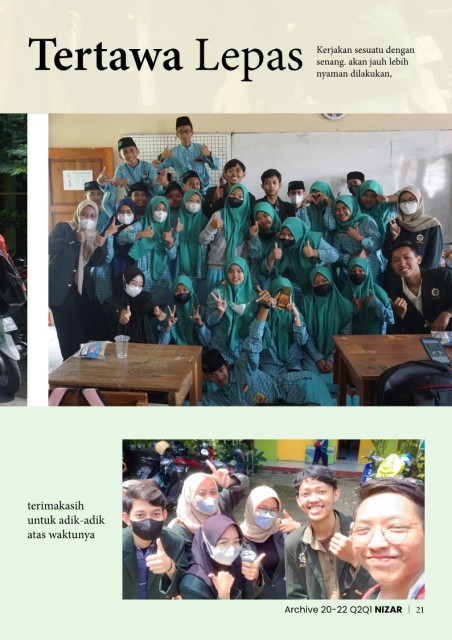 Tertawa Lepas
Kerjakan sesuatu dengan
senang. akan jauh lebih
nyaman dilakukan,
terimakasih
untuk adik-adik
atas waktunya
Archive 20-22 Q2Q1 NIZAR | 21